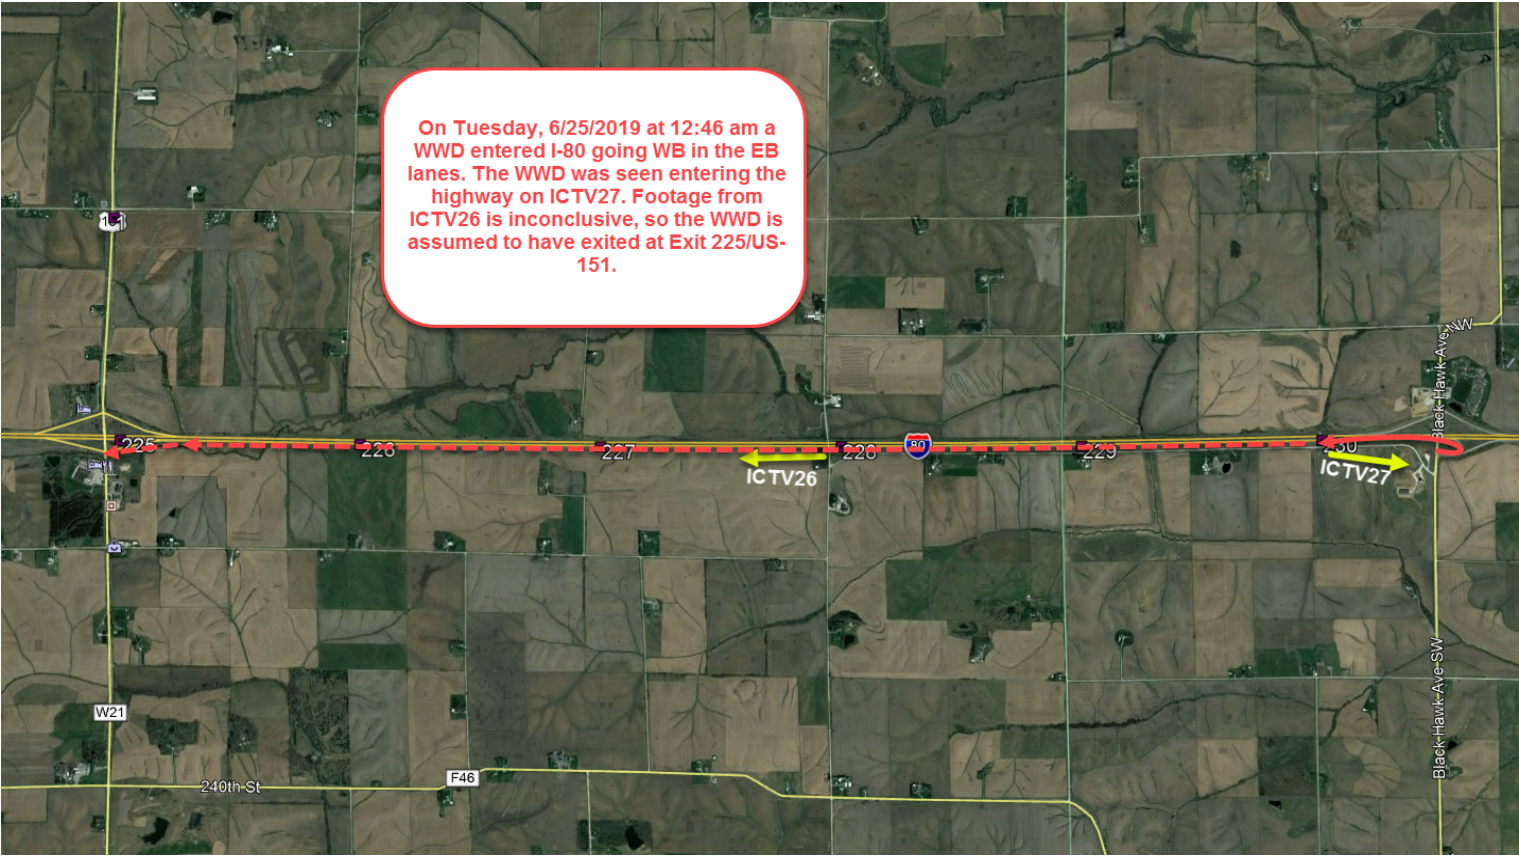 On Tuesday, 6/25/2019 at 12:46 am a
WWD entered I-80 going WB in the EB
lanes. The WWD was seen entering the
highway on ICTV27. Footage from
ICTV26 is inconclusive, so the WWD is
assumed to have exited at Exit 225/US-
151.
151
Black Hawk Ave NW
225
226
227
228
80
229
230
ICTV26
ICTV27
Black Hawk Ave SW
W21
F46
240th St